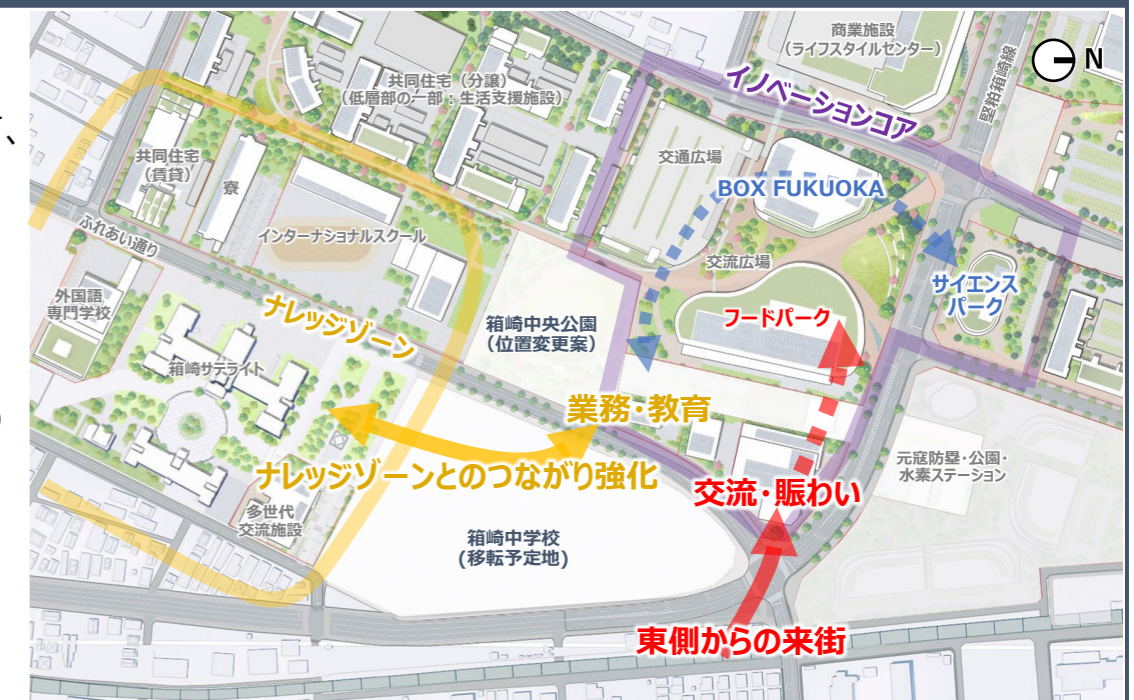 商業施設
（ライフスタイルセンター）
N
イノベーションコア
堅粕箱崎線
共同住宅（分譲）
（低層部の一部：生活支援施設）
、
共同住宅
（賃貸）
寮
交通広場
BOX FUKUOKA
ふれあい通り
インターナショナルスクール
交流広場
サイエンス
パーク
外国語
専門学校
ナレッジゾーン
箱崎中央公園
（位置変更案）
フードパーク
箱崎サテライト
業務・教育
）
ナレッジゾーンとのつながり強化
交流・賑わい
元寇防塁・公園・
水素ステーション
多世代
交流施設
箱崎中学校
(移転予定地)
東側からの来街